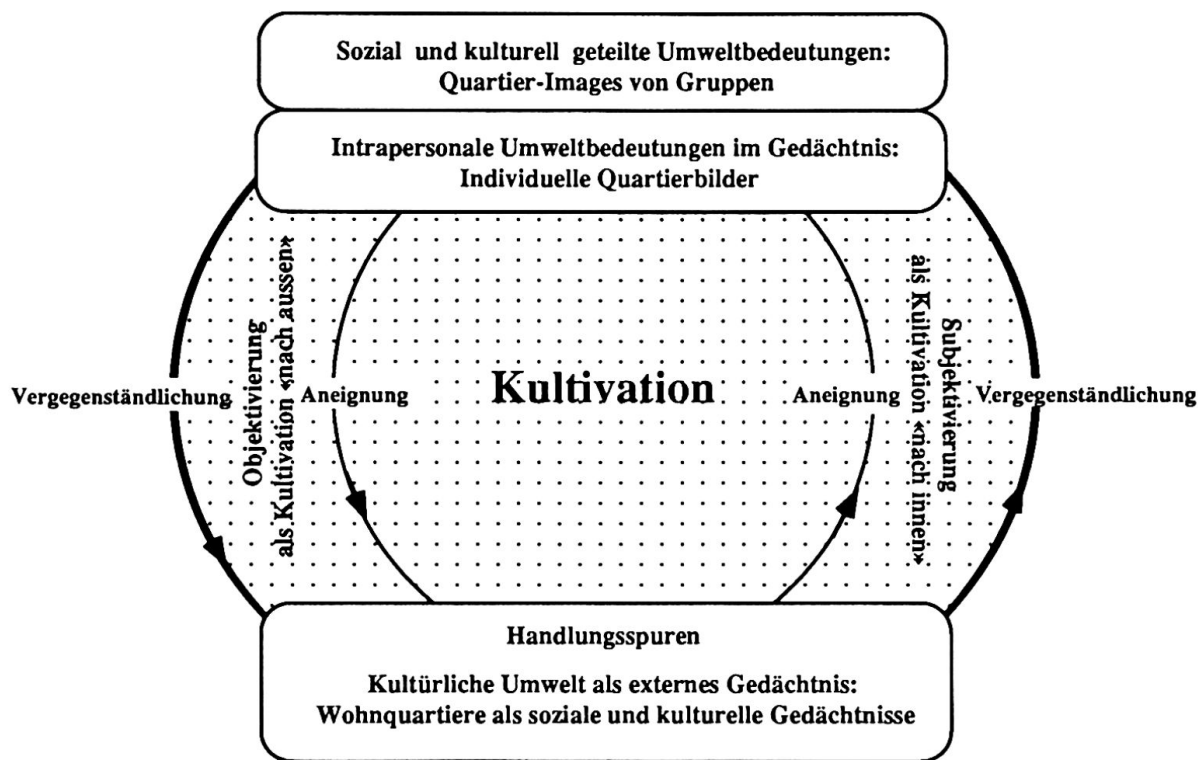 Sozial und kulturell geteilte Umweltbedeutungen:
Quartier-Images von Gruppen
Intrapersonale Umweltbedeutungen im Gedächtnis:
Individuelle Quartierbilder
Vergegenständlichung
Objektivierung
als Kultivation «nach aussen»
Aneignung
Kultivation
Aneignung
Subjektivierung
als Kultivation «nach innen»
Vergegenständlichung
Handlungsspuren
Kultürliche Umwelt als externes Gedächtnis:
Wohnquartiere als soziale und kulturelle Gedächtnisse